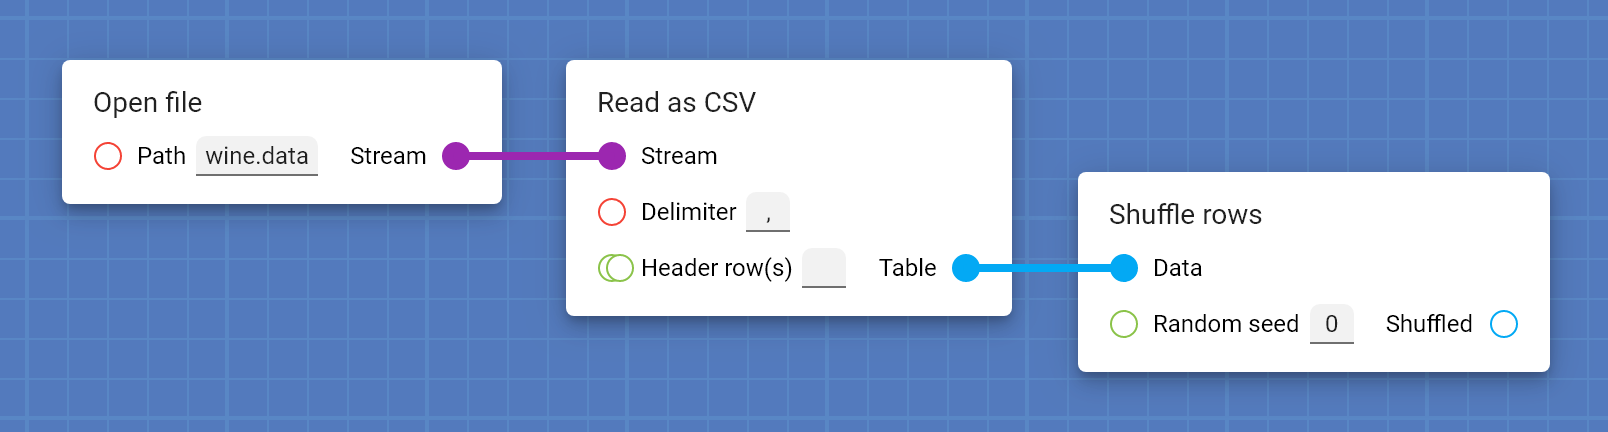 Open file
Path wine.data Stream
Read as CSV
Stream
Delimiter ,
Header row(s) Table
Shuffle rows
Data
Random seed 0 Shuffled